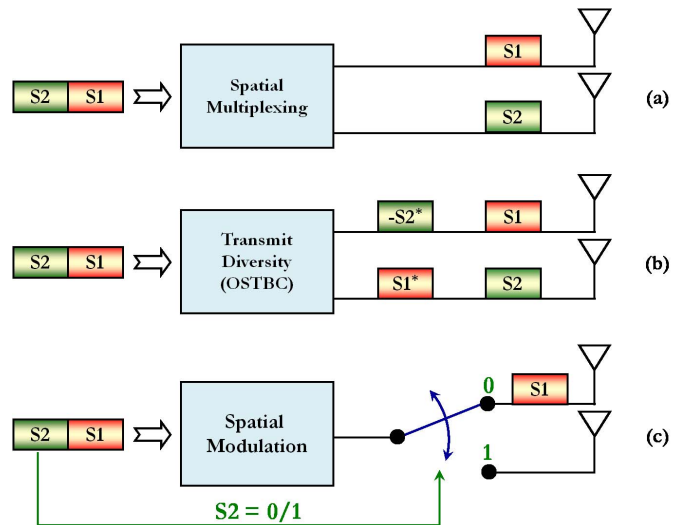 S2 S1
Spatial
Multiplexing
S1
S2
(a)
S2 S1
Transmit
Diversity
(OSTBC)
-S2* S1
S1* S2
(b)
S2 S1
Spatial
Modulation
0
S1
1
(c)
S2 = 0/1